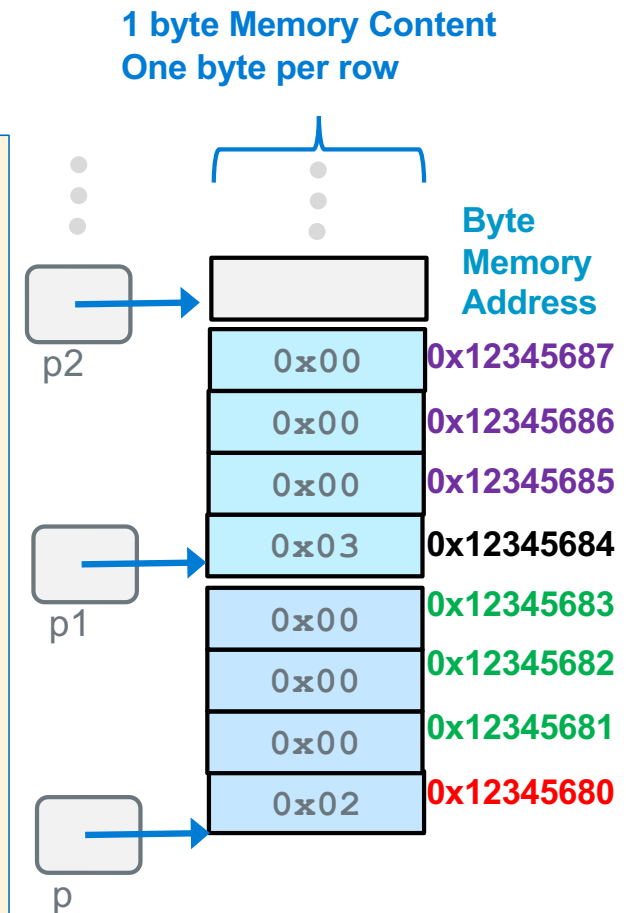 1 byte Memory Content
One byte per row
Byte
Memory
Address
p2
0x00 0x12345687
0x00 0x12345686
0x00 0x12345685
0x03 0x12345684
p1
0x00 0x12345683
0x00 0x12345682
0x00 0x12345681
0x02 0x12345680
p